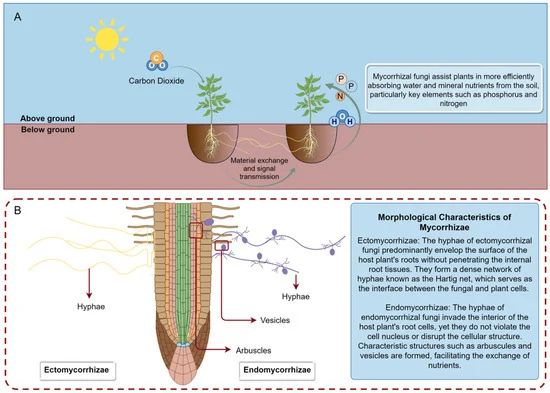 A
C
O O
Carbon Dioxide
P
P
N
O
H H
Mycorrhizal fungi assist plants in more efficiently
absorbing water and mineral nutrients from the soil,
particularly key elements such as phosphorus and
nitrogen
Above ground
Below ground
Material exchange
and signal
transmission
B
Hyphae
Ectomycorrhizae
Hyphae
Vesicles
Arbuscles
Endomycorrhizae
Morphological Characteristics of
Mycorrhizae
Ectomycorrhizae: The hyphae of ectomycorrhizal
fungi predominantly envelop the surface of the
host plant's roots without penetrating the internal
root tissues. They form a dense network of
hyphae known as the Hartig net, which serves as
the interface between the fungal and plant cells.
Endomycorrhizae: The hyphae of
endomycorrhizal fungi invade the interior of
the host plant's root cells, yet they do not violate the
cell nucleus or disrupt the cellular structure.
Characteristic structures such as arbuscules and
vesicles are formed, facilitating the exchange of
nutrients.